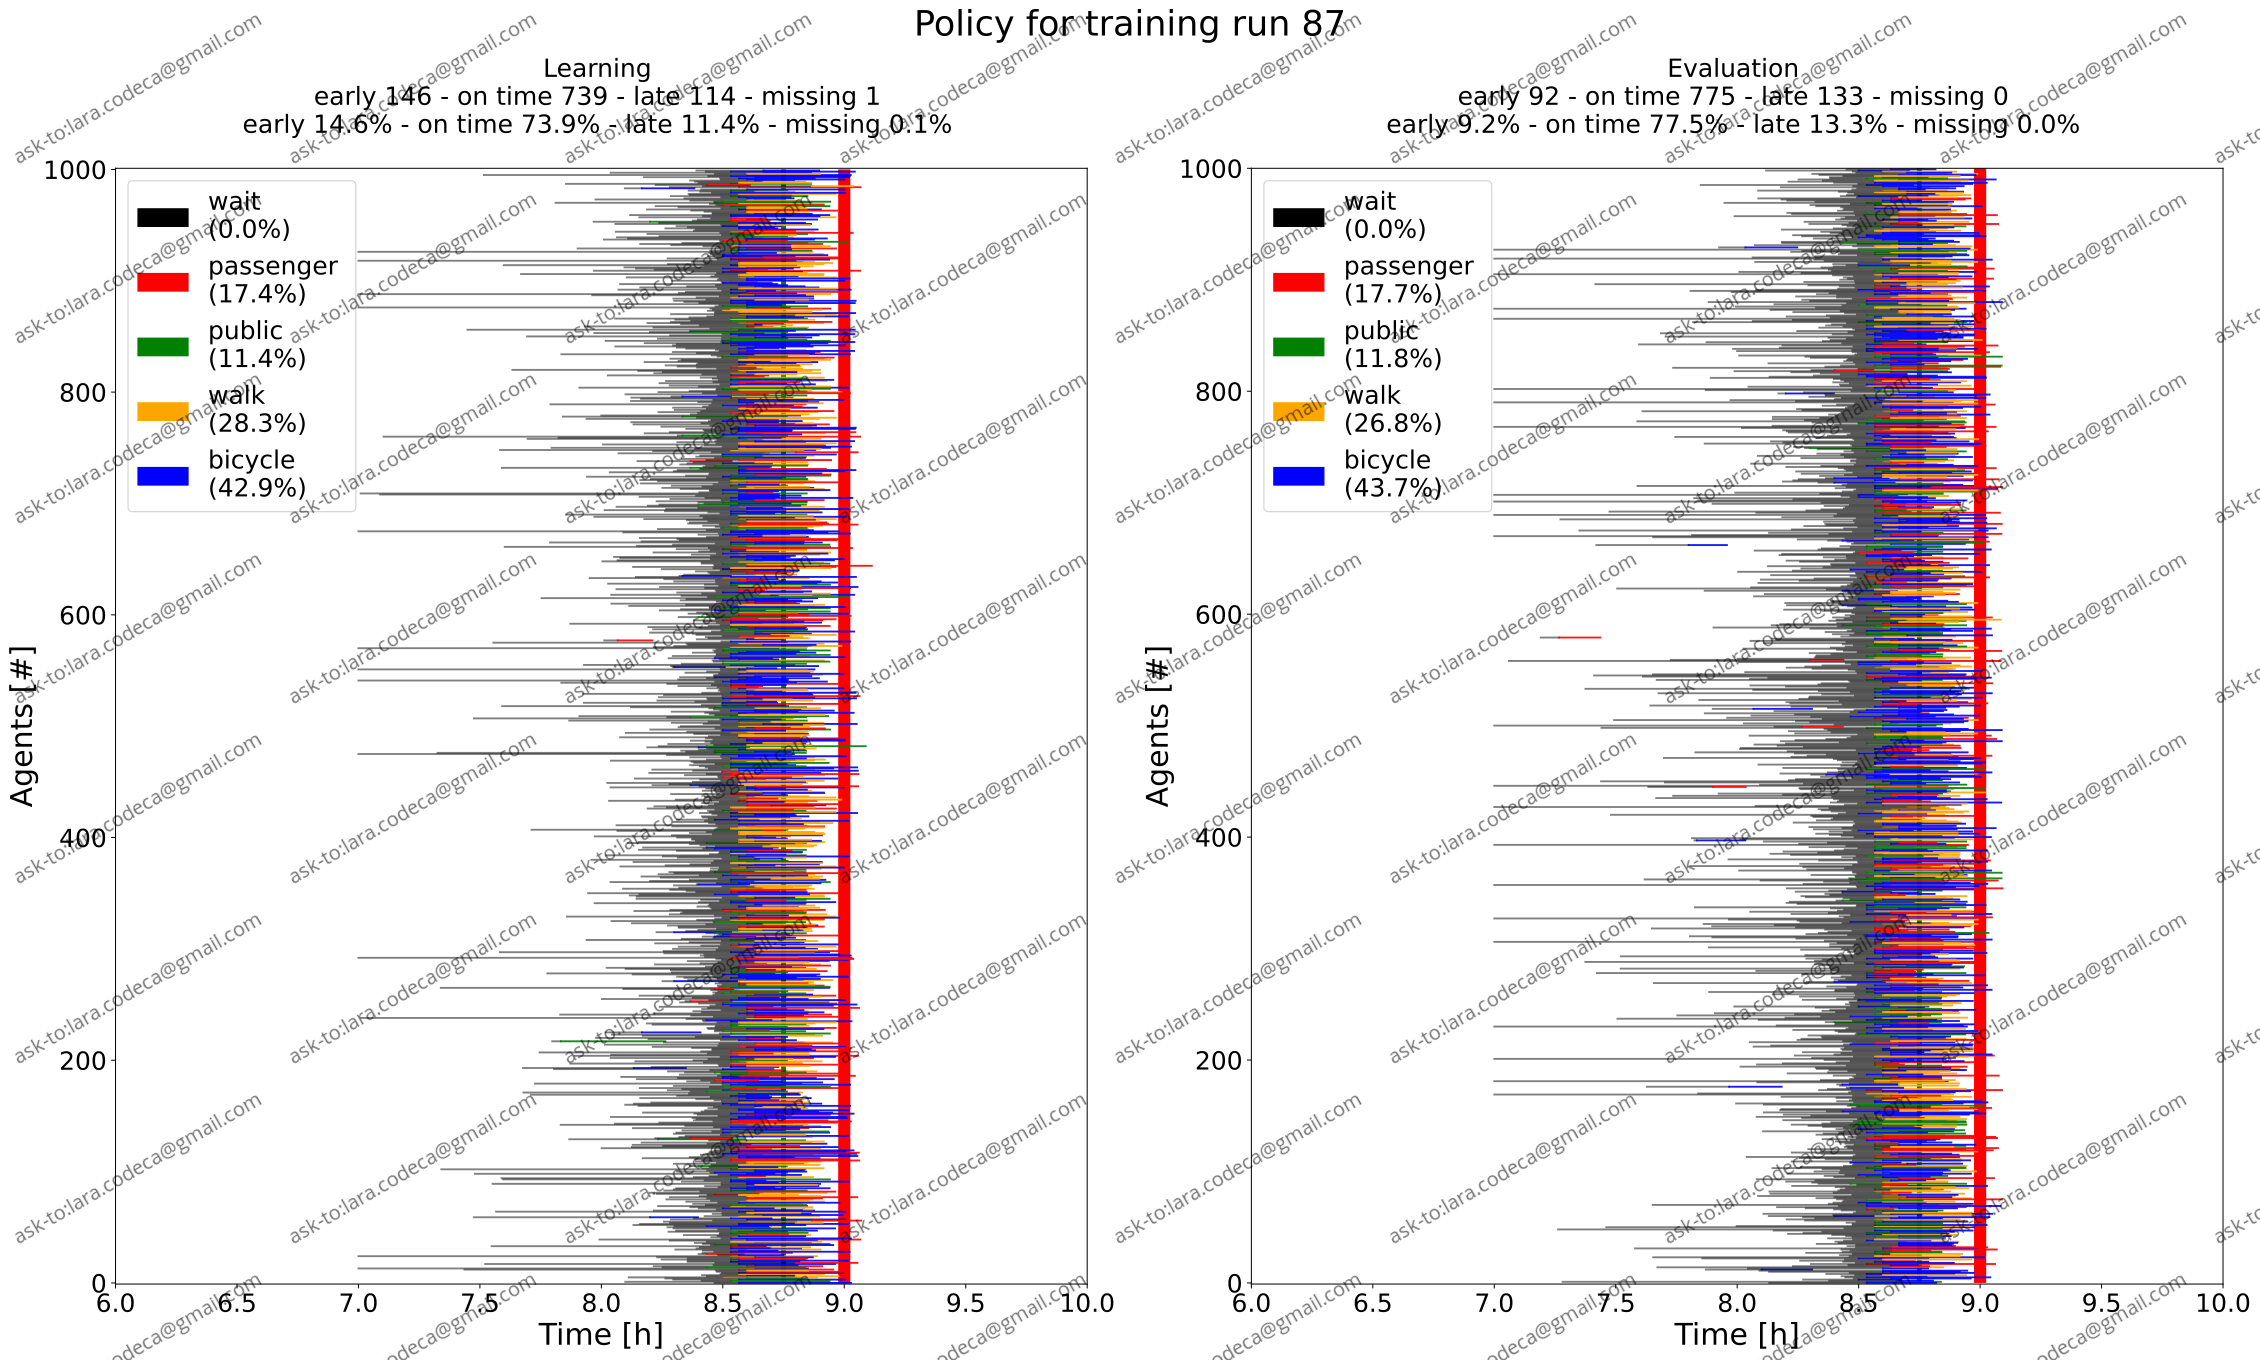 Policy for training run 87
Learning
early 146 - on time 739 - late 114 - missing 1
early 14.6% - on time 73.9% - late 11.4% - missing 0.1%
Evaluation
early 92 - on time 775 - late 133 - missing 0
early 9.2% - on time 77.5% - late 13.3% - missing 0.0%
wait
(0.0%)
passenger
(17.4%)
public
(11.4%)
walk
(28.3%)
bicycle
(42.9%)
1000
800
600
400
200
0
Agents [#]
6.0 6.5 7.0 7.5 8.0 8.5 9.0 9.5 10.0
Time [h]
wait
(0.0%)
passenger
(17.7%)
public
(11.8%)
walk
(26.8%)
bicycle
(43.7%)
1000
800
600
400
200
0
Agents [#]
6.0 6.5 7.0 7.5 8.0 8.5 9.0 9.5 10.0
Time [h]
ask-to:lara.codeca@gmail.com